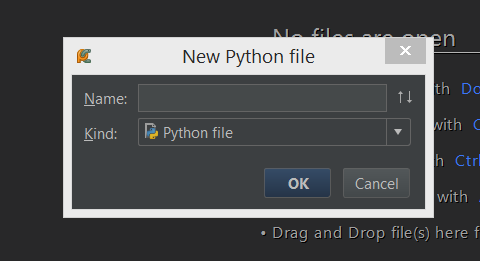 No files are open
New Python file
Name:
th Do
Kind:
Python file
with
Ctrl
OK
Cancel
with
• Drag and Drop file(s) here f